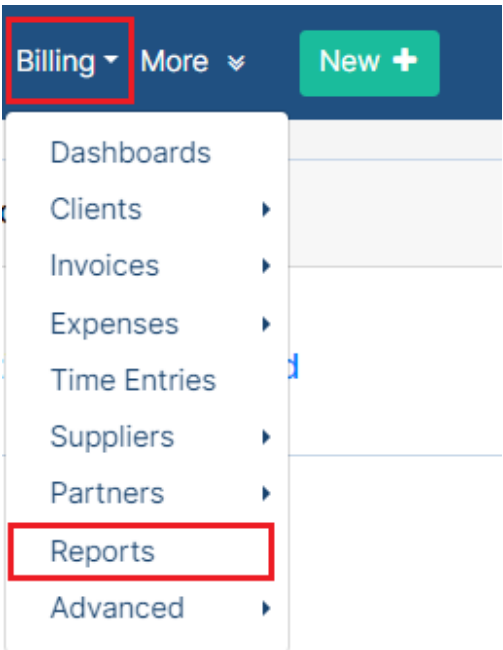 Billing More New +
Dashboards
Clients
Invoices
Expenses
Time Entries
Suppliers
Partners
Reports
Advanced